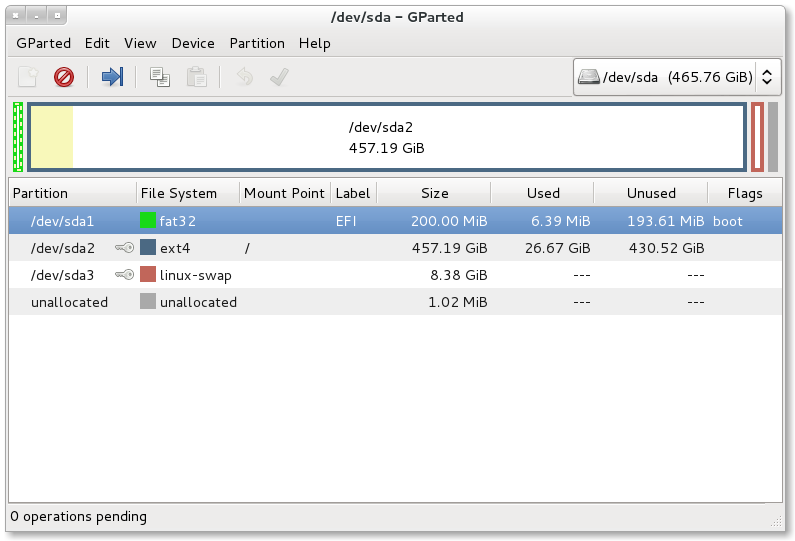 /dev/sda - GParted
GParted Edit View Device Partition Help
/dev/sda (465.76 GiB)
/dev/sda2
457.19 GiB
Partition File System Mount Point Label Size Used Unused Flags
/dev/sda1 fat32 EFI 200.00 MiB 6.39 MiB 193.61 MiB boot
/dev/sda2 ext4 / 457.19 GiB 26.67 GiB 430.52 GiB
/dev/sda3 linux-swap 8.38 GiB --- ---
unallocated unallocated 1.02 MiB --- ---
0 operations pending